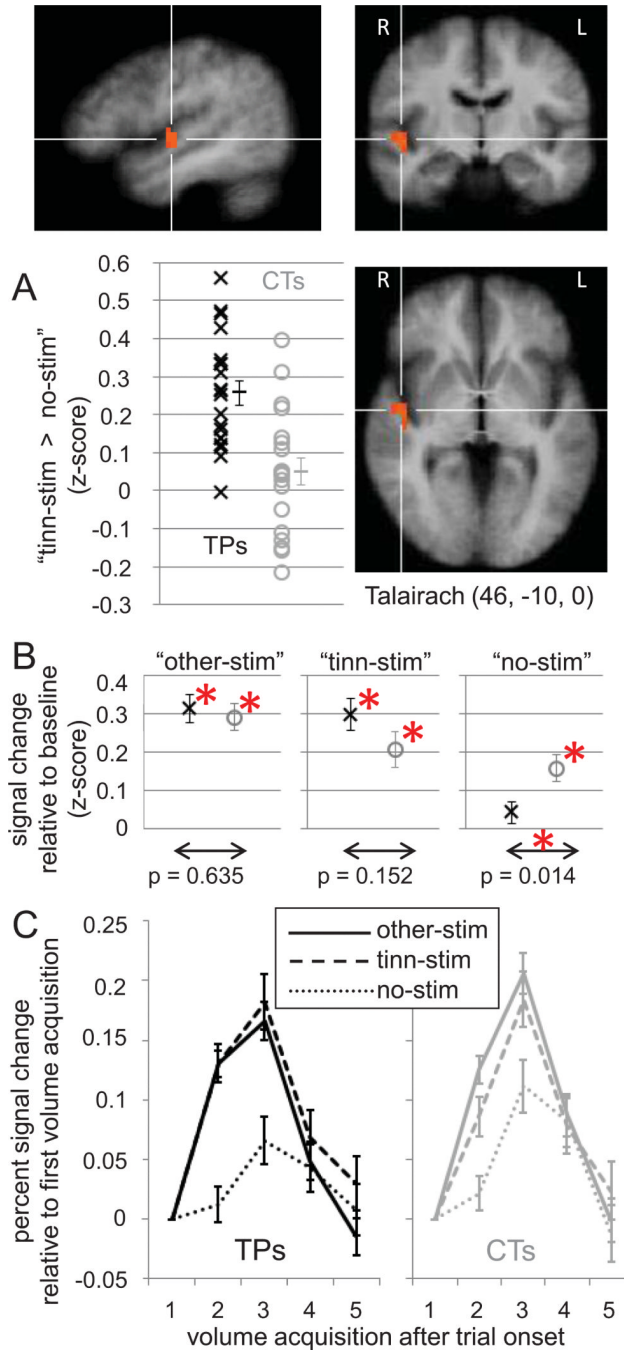 R L
A
0.6
0.5
0.4
0.3
0.2
0.1
0
-0.1
-0.2
-0.3
“tinn-stim > no-stim”
(z-score)
CTs
TPs
R L
Talairach (46, -10, 0)
B
“other-stim” “tinn-stim” “no-stim”
signal change
relative to baseline
(z-score)
0.4
0.3
0.2
0.1
0
* * * * * *
p = 0.635 p = 0.152 p = 0.014
C
percent signal change
relative to first volume acquisition
0.25
0.2
0.15
0.1
0.05
0
-0.05
other-stim
tinn-stim
no-stim
TPs CTs
1 2 3 4 5 1 2 3 4 5
volume acquisition after trial onset